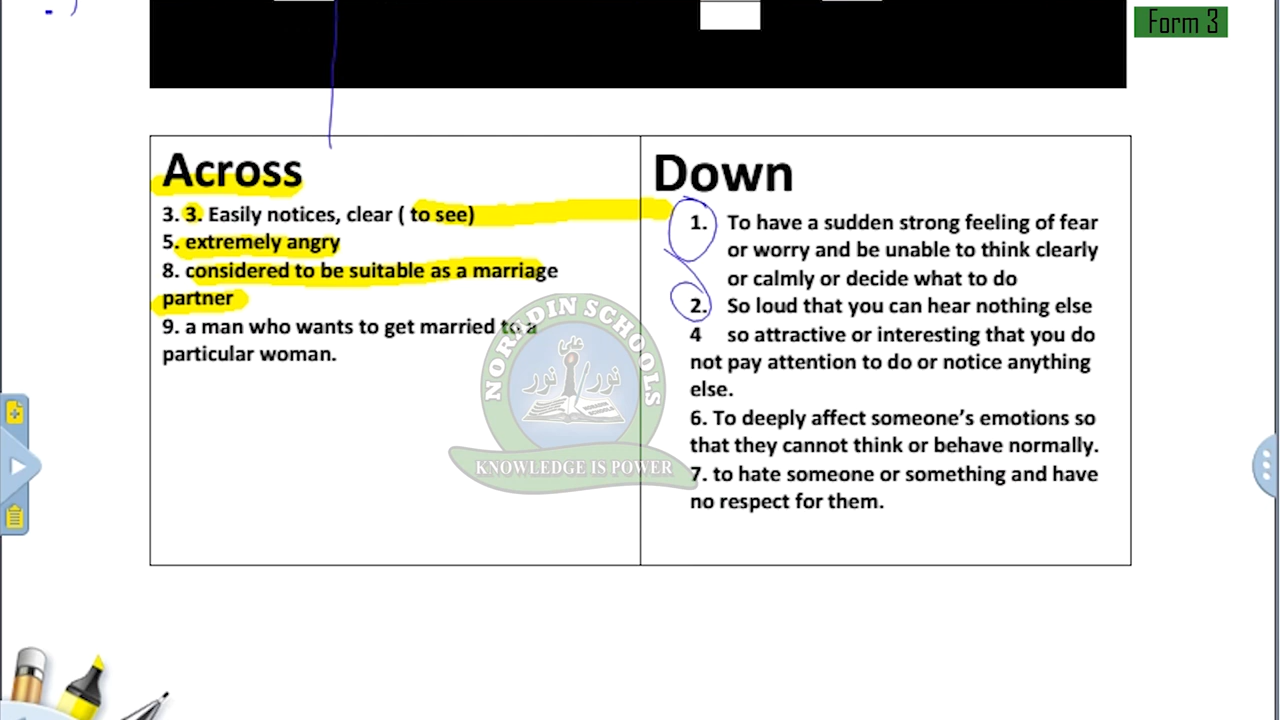 Form 3
Across
3. 3. Easily notices, clear ( to see)
5. extremely angry
8. considered to be suitable as a marriage
partner
9. a man who wants to get married to a
particular woman.
Down
1. To have a sudden strong feeling of fear
or worry and be unable to think clearly
or calmly or decide what to do
2. So loud that you can hear nothing else
4 so attractive or interesting that you do
not pay attention to do or notice anything
else.
6. To deeply affect someone's emotions so
that they cannot think or behave normally.
7. to hate someone or something and have
no respect for them.
NORADIN SCHOOLS
على
نور نور
KNOWLEDGE IS POWER